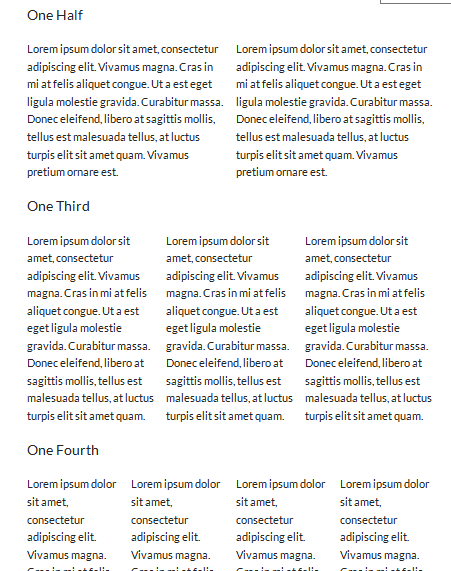 One Half
Lorem ipsum dolor sit amet, consectetur
adipiscing elit. Vivamus magna. Cras in
mi at felis aliquet congue. Ut a est eget
ligula molestie gravida. Curabitur massa.
Donec eleifend, libero at sagittis mollis,
tellus est malesuada tellus, at luctus
turpis elit sit amet quam. Vivamus
pretium ornare est.
Lorem ipsum dolor sit amet, consectetur
adipiscing elit. Vivamus magna. Cras in
mi at felis aliquet congue. Ut a est eget
ligula molestie gravida. Curabitur massa.
Donec eleifend, libero at sagittis mollis,
tellus est malesuada tellus, at luctus
turpis elit sit amet quam. Vivamus
pretium ornare est.
One Third
Lorem ipsum dolor sit
amet, consectetur
adipiscing elit. Vivamus
magna. Cras in mi at felis
aliquet congue. Ut a est
eget ligula molestie
gravida. Curabitur massa.
Donec eleifend, libero at
sagittis mollis, tellus est
malesuada tellus, at luctus
turpis elit sit amet quam.
Lorem ipsum dolor sit
amet, consectetur
adipiscing elit. Vivamus
magna. Cras in mi at felis
aliquet congue. Ut a est
eget ligula molestie
gravida. Curabitur massa.
Donec eleifend, libero at
sagittis mollis, tellus est
malesuada tellus, at luctus
turpis elit sit amet quam.
Lorem ipsum dolor sit
amet, consectetur
adipiscing elit. Vivamus
magna. Cras in mi at felis
aliquet congue. Ut a est
eget ligula molestie
gravida. Curabitur massa.
Donec eleifend, libero at
sagittis mollis, tellus est
malesuada tellus, at luctus
turpis elit sit amet quam.
One Fourth
Lorem ipsum dolor
sit amet,
consectetur
adipiscing elit.
Vivamus magna.
Lorem ipsum dolor
sit amet,
consectetur
adipiscing elit.
Vivamus magna.
Lorem ipsum dolor
sit amet,
consectetur
adipiscing elit.
Vivamus magna.
Lorem ipsum dolor
sit amet,
consectetur
adipiscing elit.
Vivamus magna.